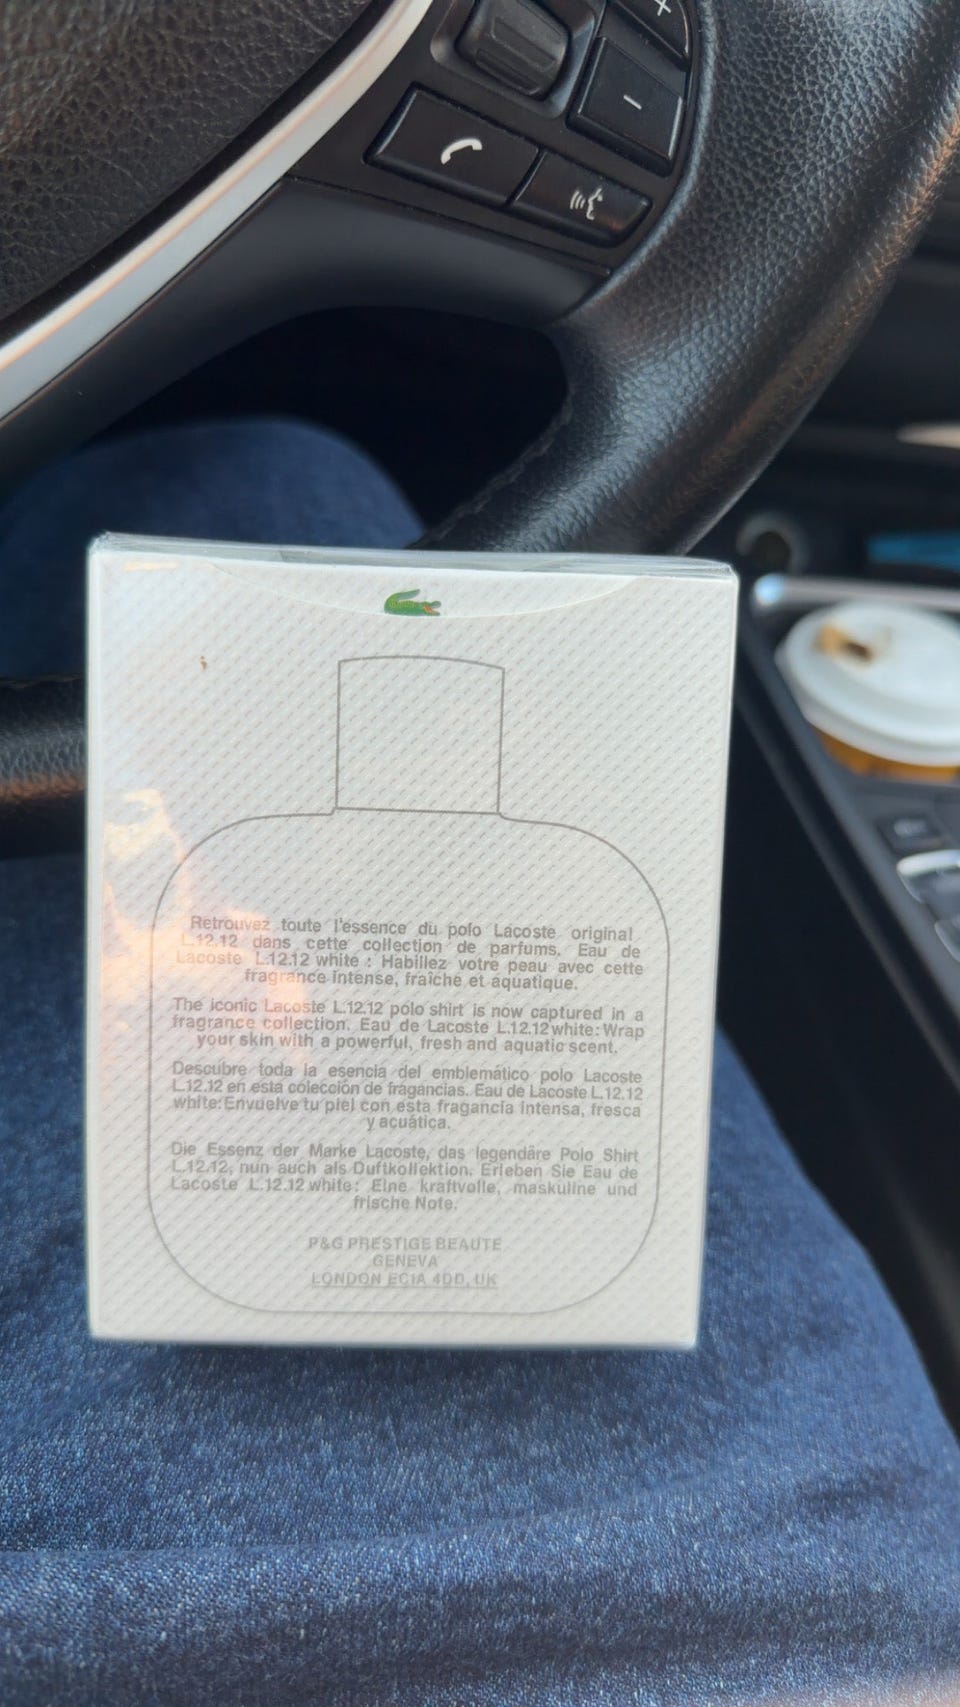 +
−
Retrouvez toute l'essence du polo Lacoste original
L.12.12 dans cette collection de parfums. Eau de
Lacoste L.12.12 white : Habillez votre peau avec cette
fragrance intense, fraîche et aquatique.
The iconic Lacoste L.12.12 polo shirt is now captured in a
fragrance collection. Eau de Lacoste L.12.12 white: Wrap
your skin with a powerful, fresh and aquatic scent.
Descubre toda la esencia del emblemático polo Lacoste
L.12.12 en esta colección de fragancias. Eau de Lacoste L.12.12
white: Envuelve tu piel con esta fragancia intensa, fresca
y acuática.
Die Essenz der Marke Lacoste, das legendäre Polo Shirt
L.12.12, nun auch als Duftkollektion. Erleben Sie Eau de
Lacoste L.12.12 white: Eine kraftvolle, maskuline und
frische Note.
P&G PRESTIGE BEAUTE
GENEVA
LONDON EC1A 4DD, UK